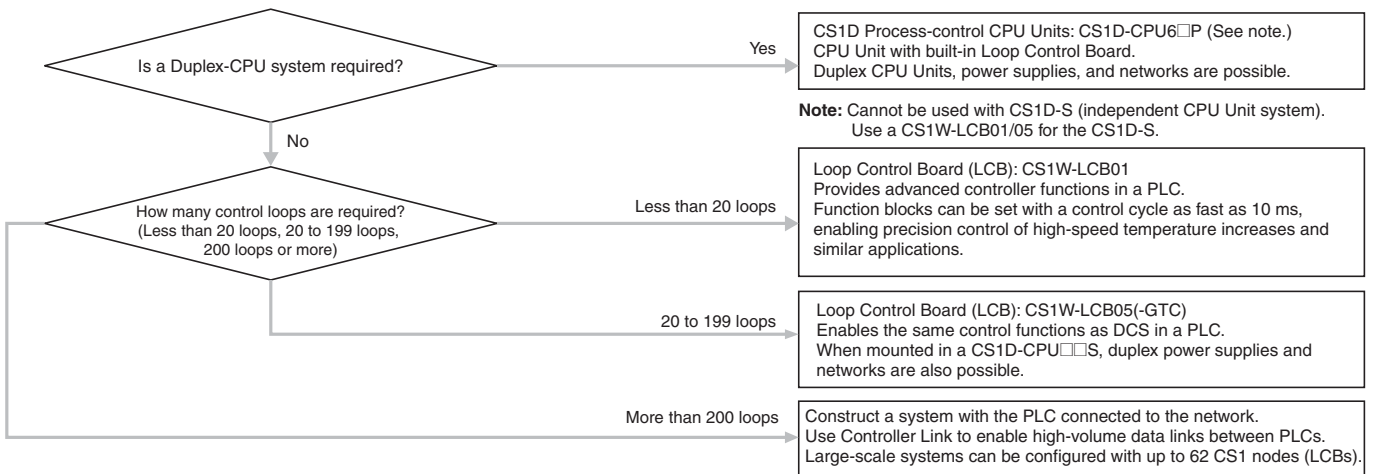 Is a Duplex-CPU system required?
Yes
CS1D Process-control CPU Units: CS1D-CPU6□P (See note.)
CPU Unit with built-in Loop Control Board.
Duplex CPU Units, power supplies, and networks are possible.
Note: Cannot be used with CS1D-S (independent CPU Unit system).
Use a CS1W-LCB01/05 for the CS1D-S.
No
How many control loops are required?
(Less than 20 loops, 20 to 199 loops,
200 loops or more)
Less than 20 loops
Loop Control Board (LCB): CS1W-LCB01
Provides advanced controller functions in a PLC.
Function blocks can be set with a control cycle as fast as 10 ms,
enabling precision control of high-speed temperature increases and
similar applications.
20 to 199 loops
Loop Control Board (LCB): CS1W-LCB05(-GTC)
Enables the same control functions as DCS in a PLC.
When mounted in a CS1D-CPU□□S, duplex power supplies and
networks are also possible.
More than 200 loops
Construct a system with the PLC connected to the network.
Use Controller Link to enable high-volume data links between PLCs.
Large-scale systems can be configured with up to 62 CS1 nodes (LCBs).